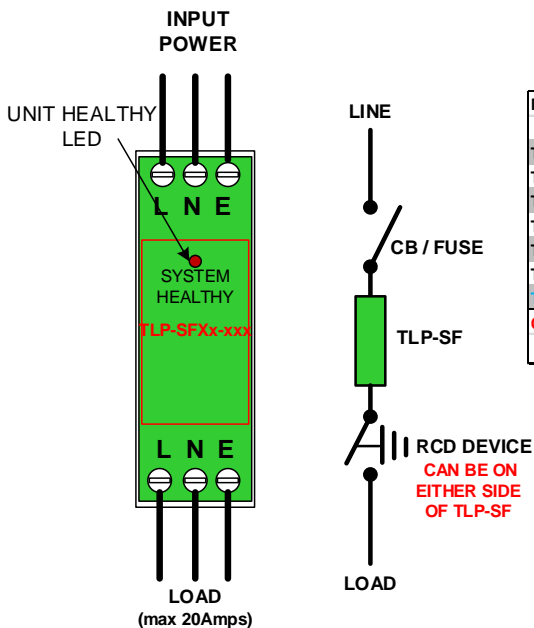 INPUT
POWER
UNIT HEALTHY
LED
L N E
SYSTEM
HEALTHY
TLP-SFXx-xxx
L N E
LOAD
(max 20Amps)
LINE
CB / FUSE
TLP-SF
RCD DEVICE
CAN BE ON
EITHER SIDE
OF TLP-SF
LOAD